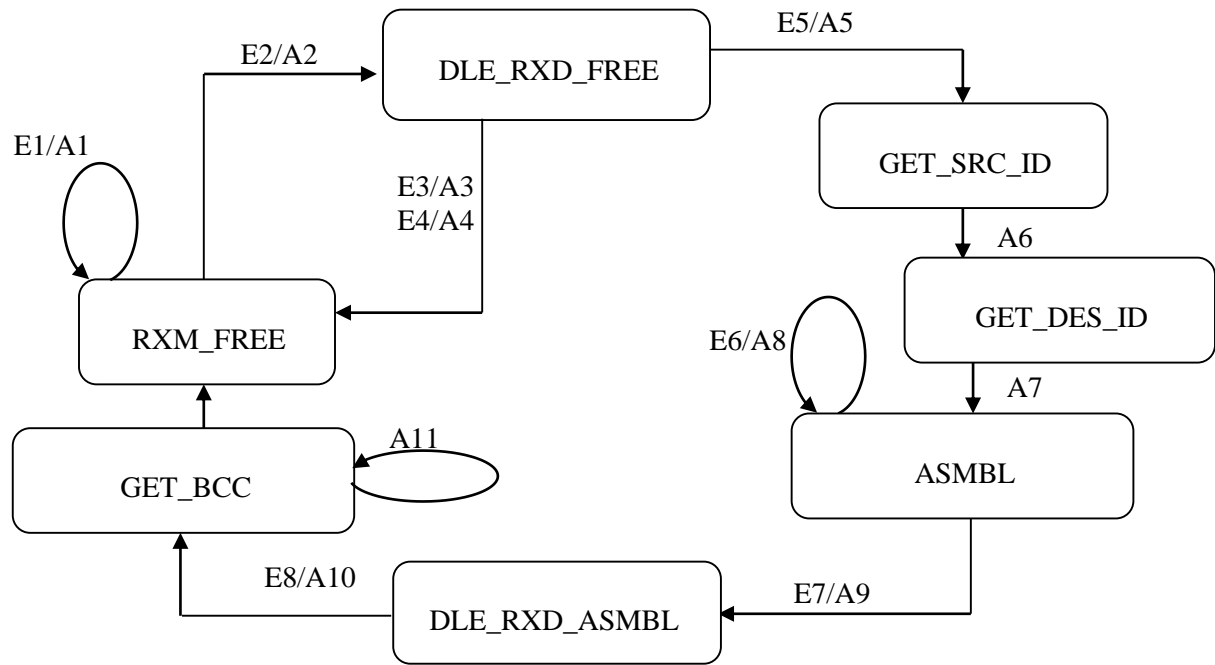 E5/A5
E2/A2
DLE_RXD_FREE
E1/A1
GET_SRC_ID
E3/A3
E4/A4
A6
GET_DES_ID
RXM_FREE
E6/A8
A7
A11
ASMBL
GET_BCC
E8/A10
E7/A9
DLE_RXD_ASMBL